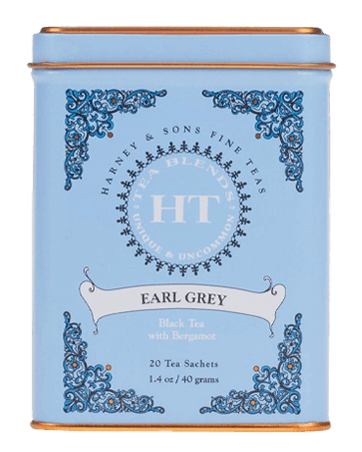 HARNEY & SONS FINE TEAS
TEA BLENDS
HT
UNIQUE & UNCOMMON
EARL GREY
Black Tea
with Bergamot
20 Tea Sachets
1.4 oz / 40 grams